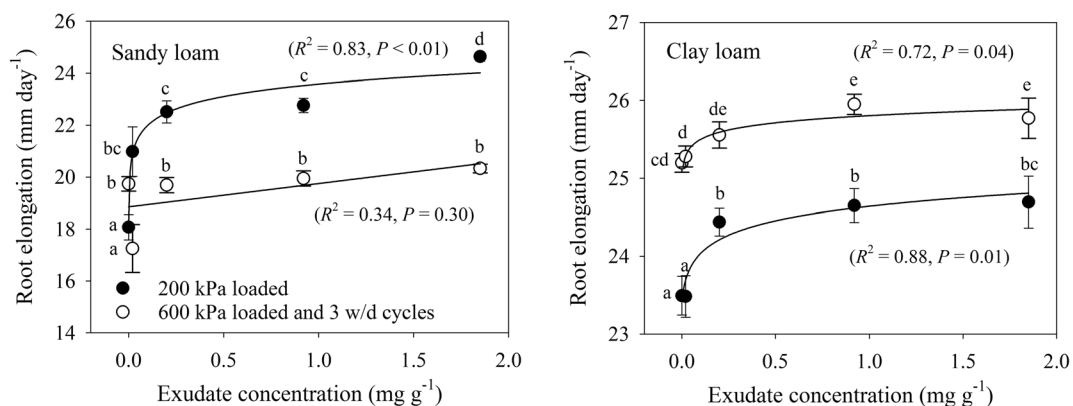 Sandy loam
(R² = 0.83, P < 0.01)
d
c
c
bc
b
b
b
b
a
a
(R² = 0.34, P = 0.30)
200 kPa loaded
600 kPa loaded and 3 w/d cycles
26
24
22
20
18
16
14
Root elongation (mm day⁻¹)
0.0 0.5 1.0 1.5 2.0
Exudate concentration (mg g⁻¹)
Clay loam
(R² = 0.72, P = 0.04)
e
e
de
d
cd
bc
b
b
a
a
(R² = 0.88, P = 0.01)
27
26
25
24
23
Root elongation (mm day⁻¹)
0.0 0.5 1.0 1.5 2.0
Exudate concentration (mg g⁻¹)